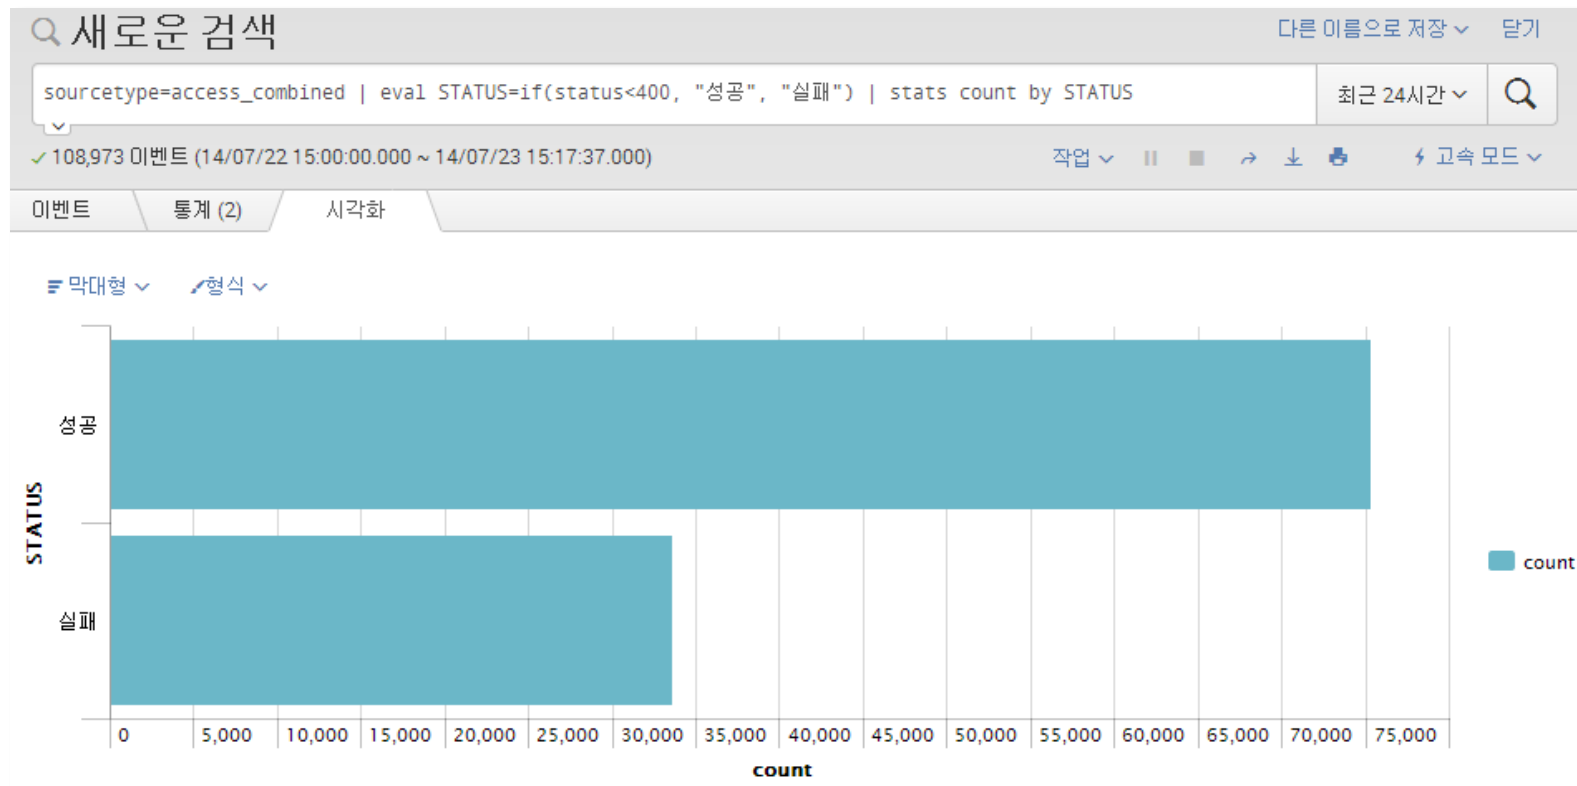 새로운 검색
다른 이름으로 저장 닫기
sourcetype=access_combined | eval STATUS=if(status<400, "성공", "실패") | stats count by STATUS
최근 24시간
108,973 이벤트 (14/07/22 15:00:00.000 ~ 14/07/23 15:17:37.000)
작업 고속 모드
이벤트 통계 (2) 시각화
막대형 형식
성공
STATUS
실패
count
0 5,000 10,000 15,000 20,000 25,000 30,000 35,000 40,000 45,000 50,000 55,000 60,000 65,000 70,000 75,000
count